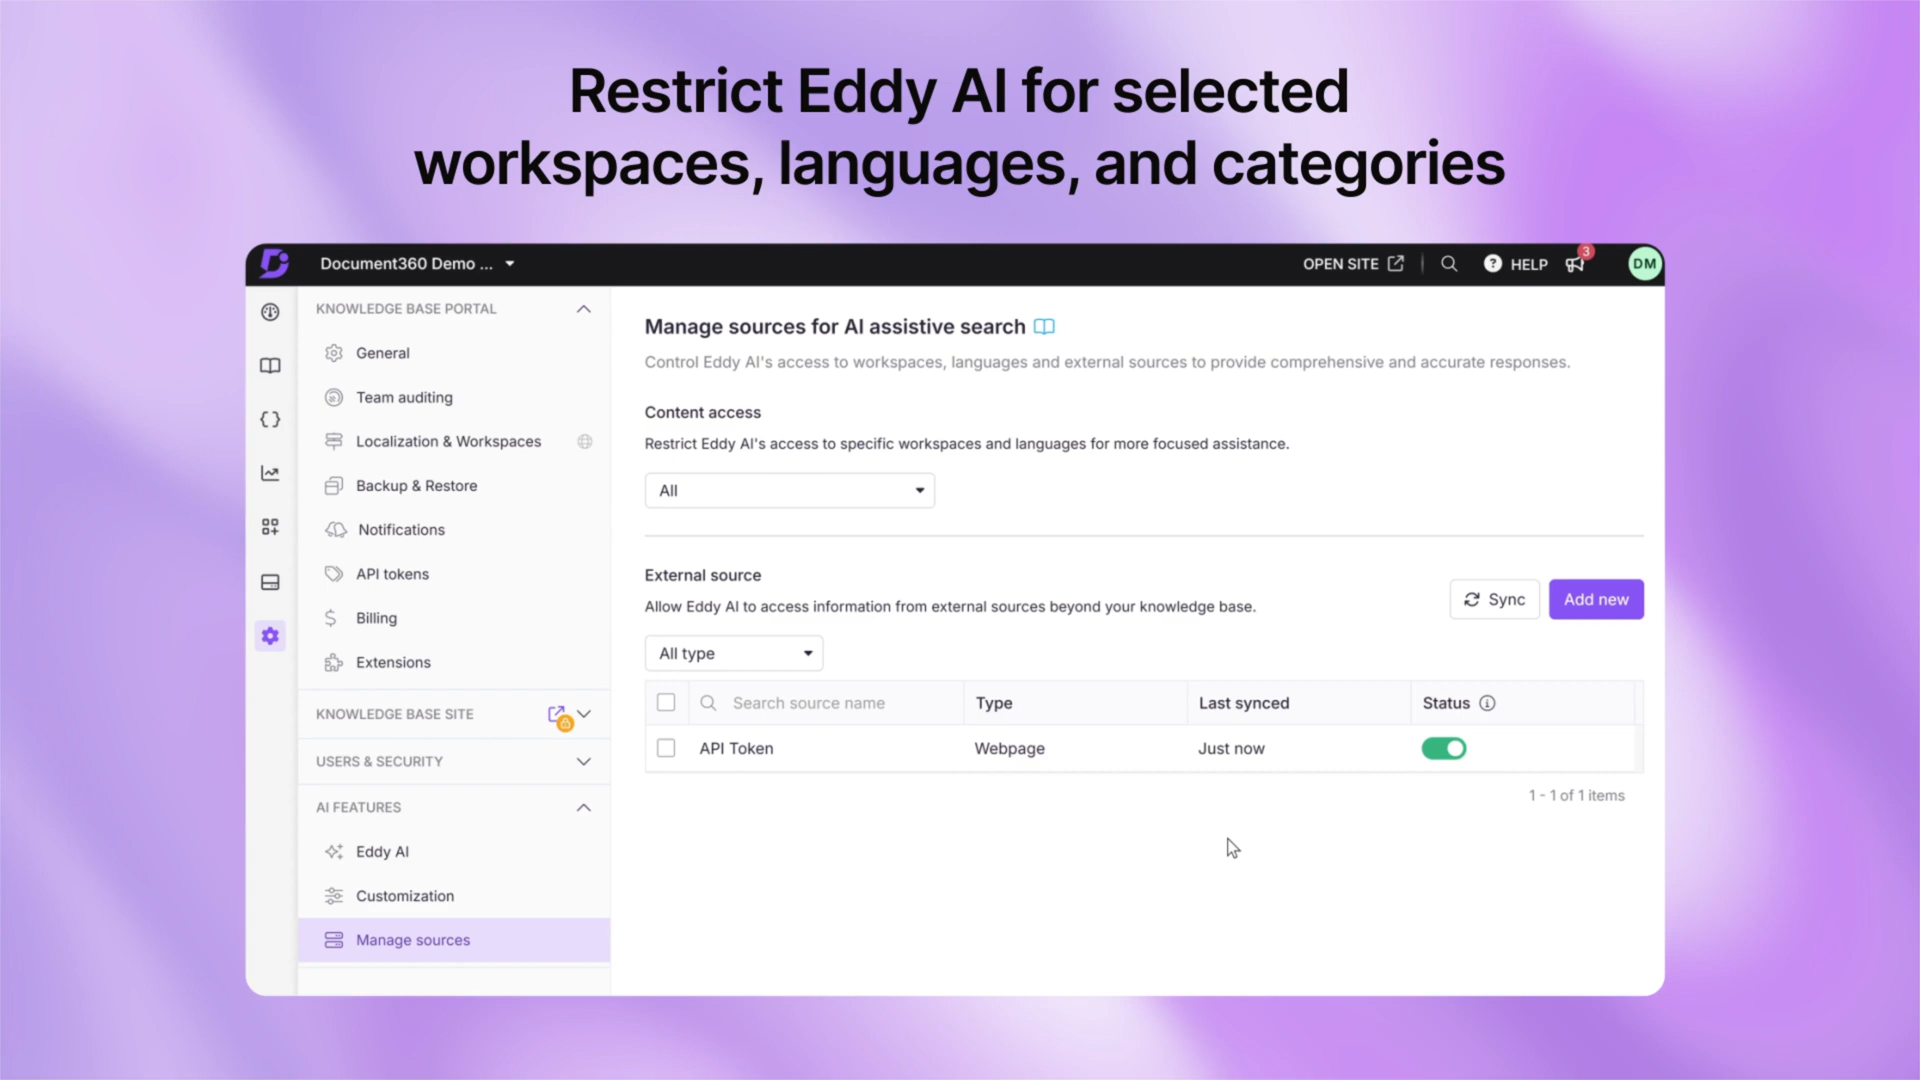 Restrict Eddy AI for selected
workspaces, languages, and categories
Document360 Demo ...
OPEN SITE
HELP
3
DM
KNOWLEDGE BASE PORTAL
General
Team auditing
Localization & Workspaces
Backup & Restore
Notifications
API tokens
Billing
Extensions
KNOWLEDGE BASE SITE
USERS & SECURITY
AI FEATURES
Eddy AI
Customization
Manage sources
Manage sources for AI assistive search
Control Eddy AI's access to workspaces, languages and external sources to provide comprehensive and accurate responses.
Content access
Restrict Eddy AI's access to specific workspaces and languages for more focused assistance.
All
External source
Allow Eddy AI to access information from external sources beyond your knowledge base.
Sync
Add new
All type
Search source name
Type
Last synced
Status
API Token
Webpage
Just now
1 - 1 of 1 items